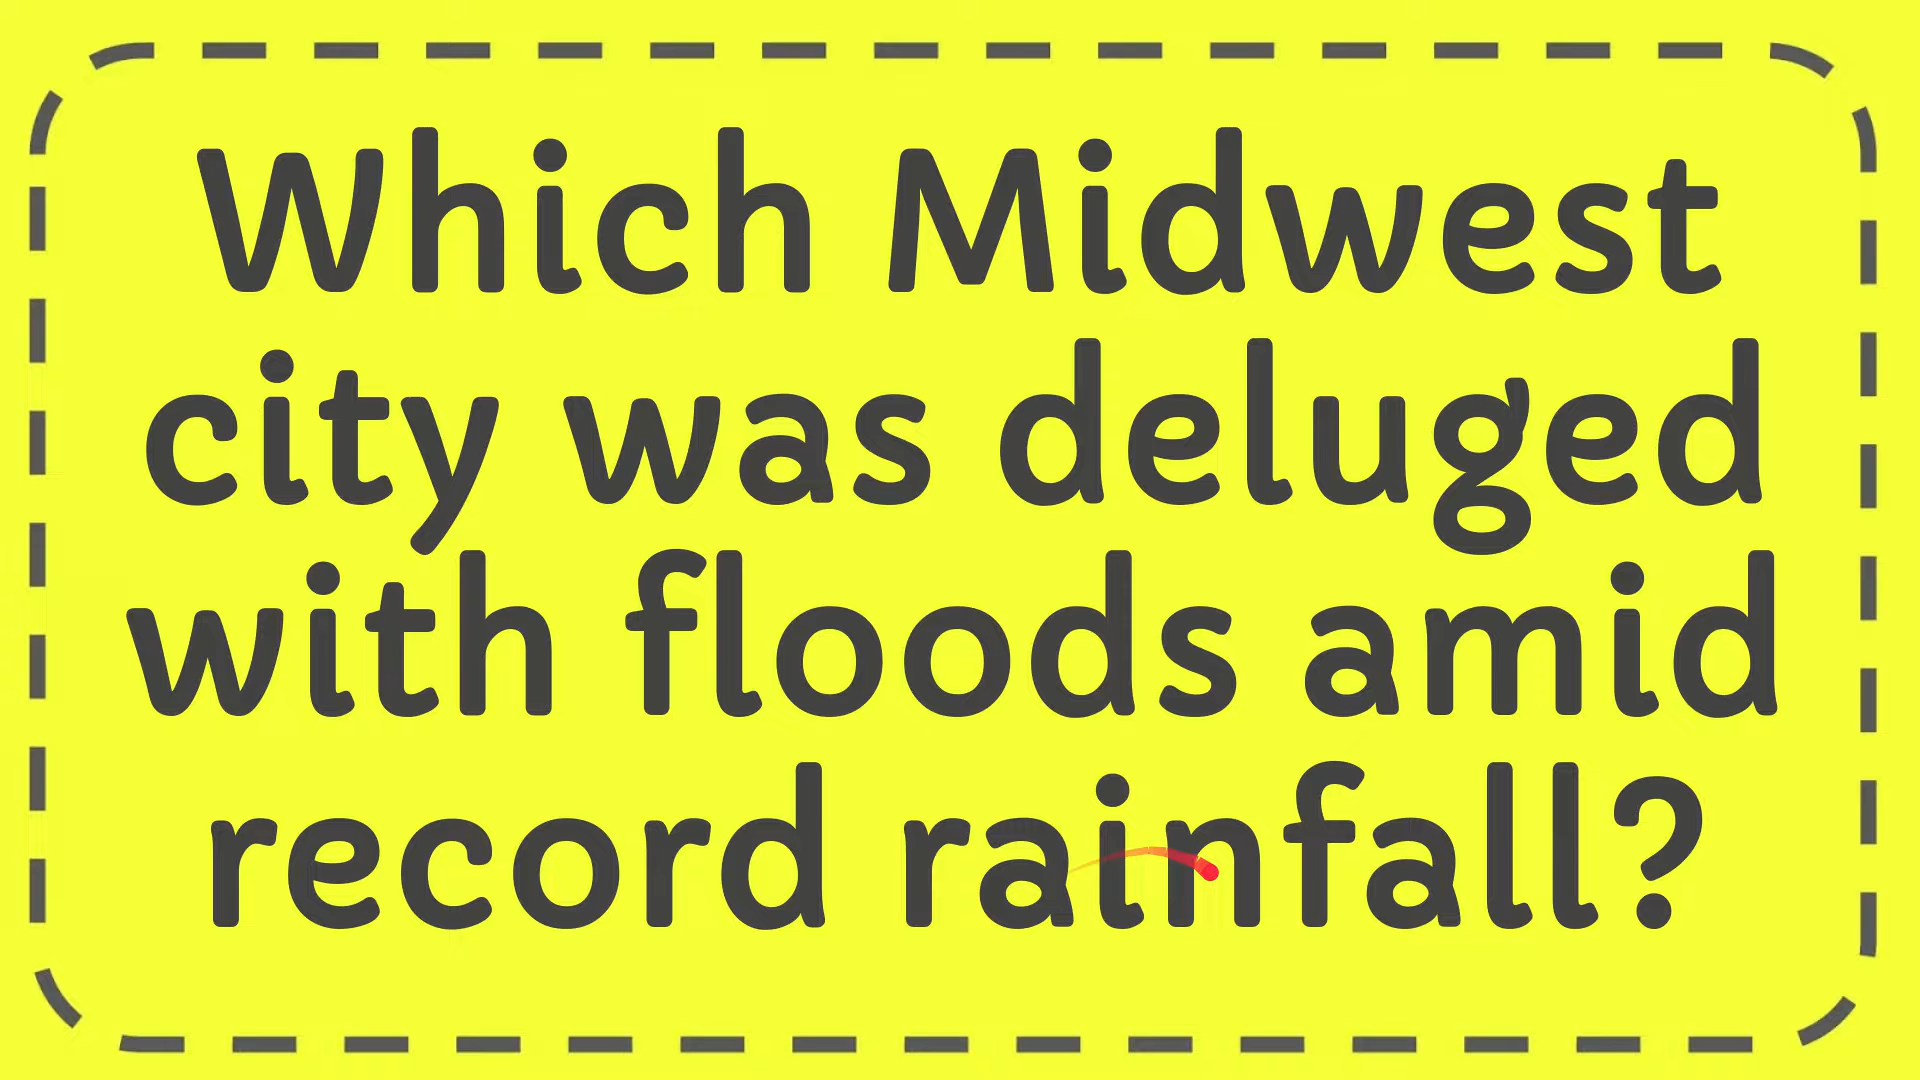 Which Midwest
city was deluged
with floods amid
record rainfall?